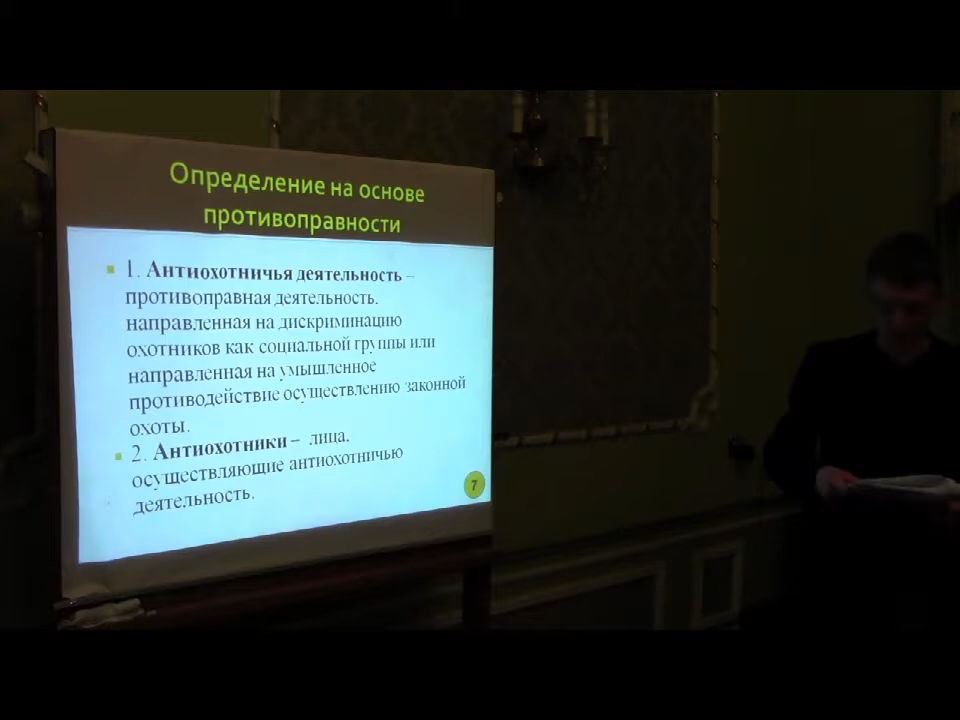 Определение на основе
противоправности
1. Антиохотничья деятельность –
противоправная деятельность,
направленная на дискриминацию
охотников как социальной группы или
направленная на умышленное
противодействие осуществлению законной
охоты.
2. Антиохотники – лица,
осуществляющие антиохотничью
деятельность.
7